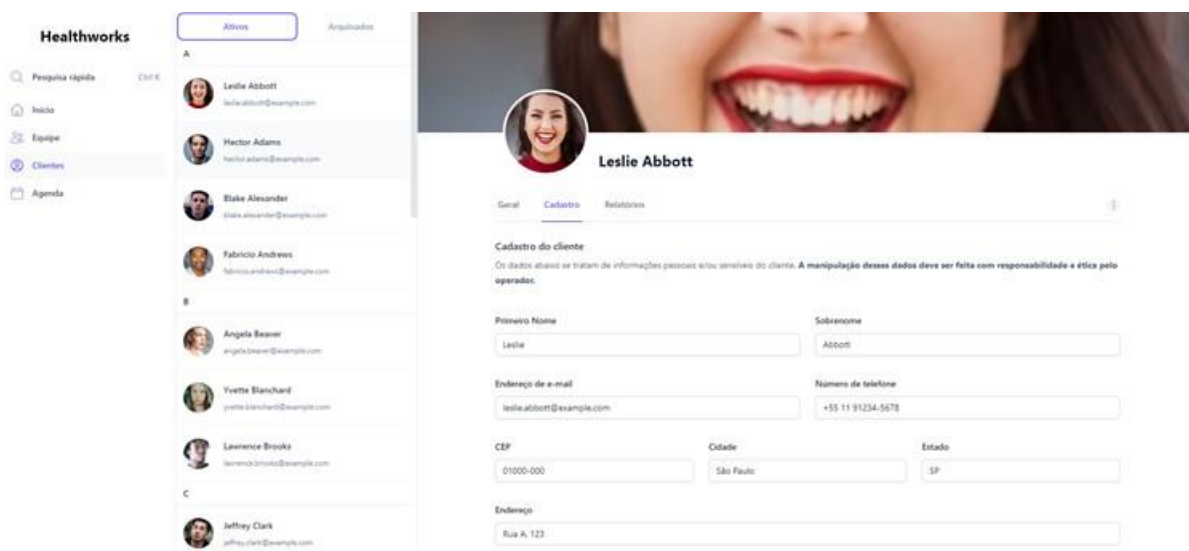 Healthworks
Pesquisa rápida
Início
Equipe
Clientes
Agenda
Ativos
Arquivados
A
Leslie Abbott
leslie.abbott@example.com
Hector Adams
hector.adams@example.com
Blake Alexander
blake.alexander@example.com
Fabricio Andrews
fabricio.andrews@example.com
B
Angela Beaver
angela.beaver@example.com
Yvette Blanchard
yvette.blanchard@example.com
Lawrence Brooks
lawrence.brooks@example.com
C
Jeffrey Clark
jeffrey.clark@example.com
Leslie Abbott
Geral
Cadastro
Relatórios
Cadastro do cliente
Os dados abaixo se tratam de informações pessoais e/ou sensíveis do cliente. A manipulação desses dados deve ser feita com responsabilidade e ética pelo
operador.
Primeiro Nome
Sobrenome
Leslie
Abbott
Endereço de e-mail
Número de telefone
leslie.abbott@example.com
+55 11 91234-5678
CEP
Cidade
Estado
01000-000
São Paulo
SP
Endereço
Rua A, 123